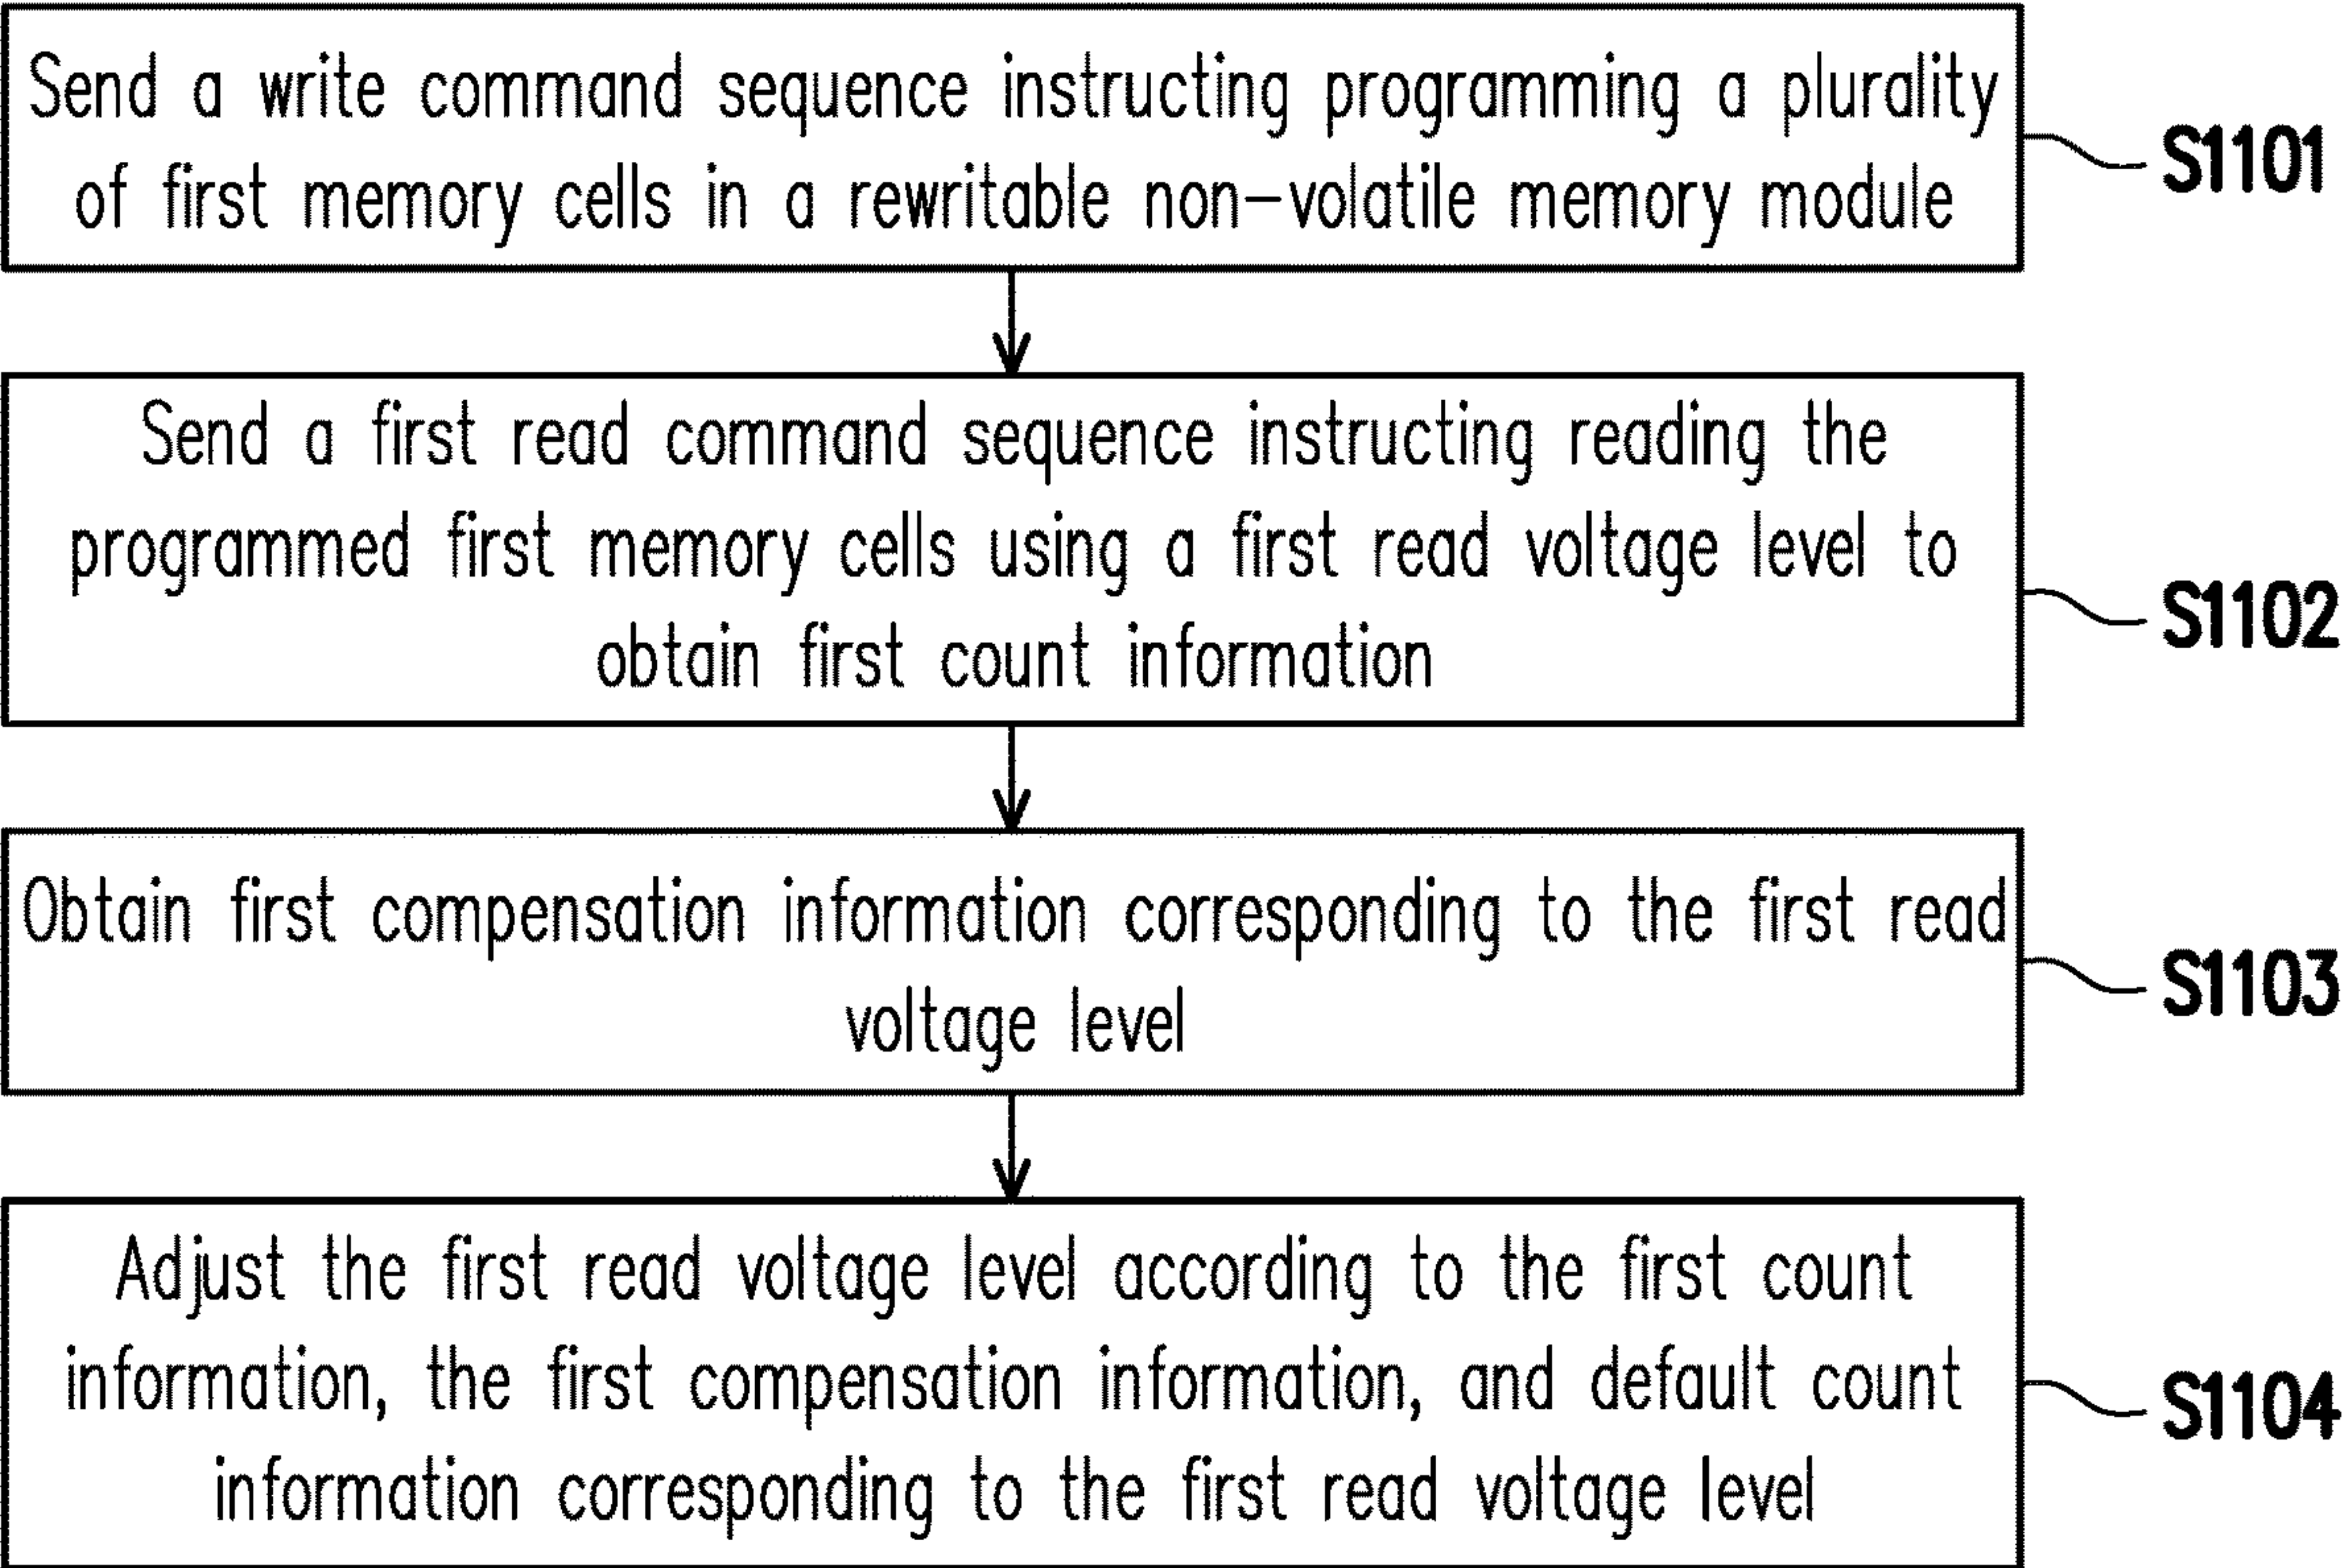 Send a write command sequence instructing programming a plurality
of first memory cells in a rewritable non-volatile memory module
S1101
Send a first read command sequence instructing reading the
programmed first memory cells using a first read voltage level to
obtain first count information
S1102
Obtain first compensation information corresponding to the first read
voltage level
S1103
Adjust the first read voltage level according to the first count
information, the first compensation information, and default count
information corresponding to the first read voltage level
S1104